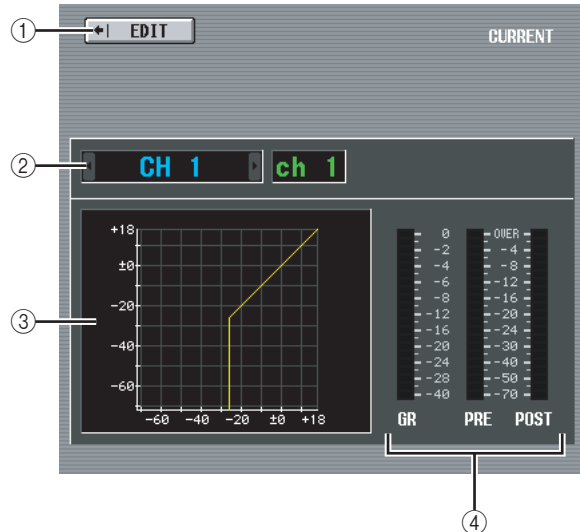 ① EDIT
CURRENT
② CH 1 ch 1
③
+18
±0
-20
-40
-60
-60 -40 -20 ±0 +18
0 OVER
-2 -4
-4 -8
-6 -12
-8 -16
-12 -20
-16 -24
-20 -30
-24 -40
-28 -50
-40 -70
GR PRE POST
④